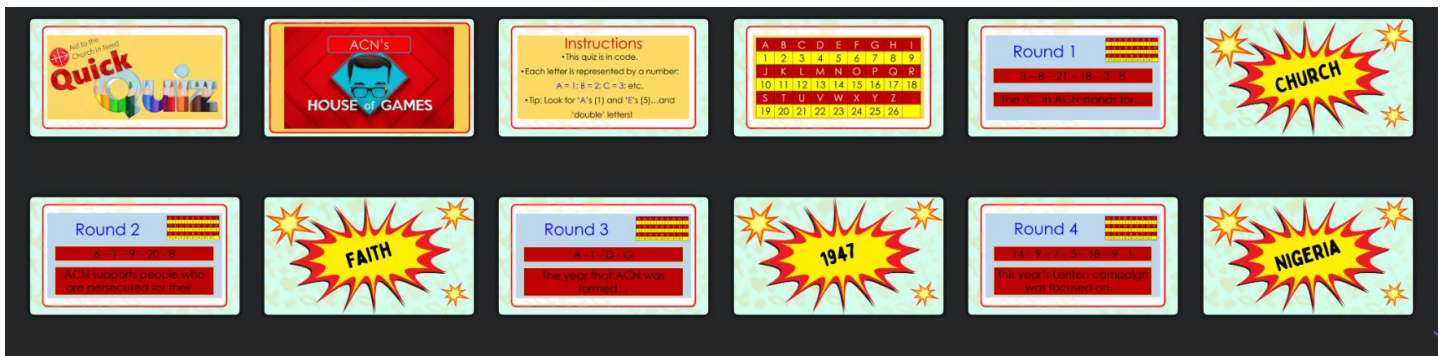 Aid to the
Church in Need
Quick
Quiz
ACN's
HOUSE of GAMES
Instructions
•This quiz is in code.
•Each letter is represented by a number:
A = 1; B = 2; C = 3; etc.
•Tip: Look for 'A's (1) and 'E's (5)...and
'double' letters!
A B C D E F G H I
1 2 3 4 5 6 7 8 9
J K L M N O P Q R
10 11 12 13 14 15 16 17 18
S T U V W X Y Z
19 20 21 22 23 24 25 26
Round 1
3 – 8 – 21 – 18 – 3 – 8…
The 'C' in ACN stands for…
CHURCH
Round 2
6 – 1 – 9 – 20 - 8
ACN supports people who
are persecuted for their…
FAITH
Round 3
A - I – D - G
The year that ACN was
formed…
1947
Round 4
14 – 9 – 7 – 5 – 18 – 9 - 1
This year's Lenten campaign
was focused on…
NIGERIA